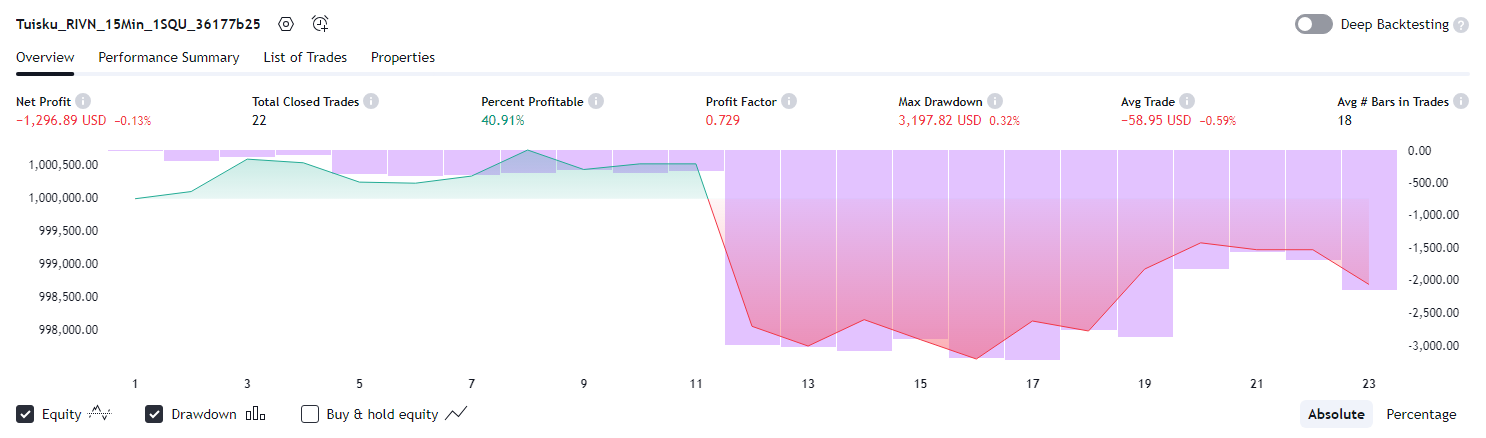 Tuisku_RIVN_15Min_1SQU_36177b25 Deep Backtesting ?
Overview Performance Summary List of Trades Properties
Net Profit Total Closed Trades Percent Profitable Profit Factor Max Drawdown Avg Trade Avg # Bars in Trades
−1,296.89 USD −0.13% 22 40.91% 0.729 3,197.82 USD 0.32% −58.95 USD −0.59% 18
1,000,500.00 0.00
1,000,000.00 -500.00
999,500.00 -1,000.00
999,000.00 -1,500.00
998,500.00 -2,000.00
998,000.00 -2,500.00
-3,000.00
1 3 5 7 9 11 13 15 17 19 21 23
Equity Drawdown Buy & hold equity Absolute Percentage